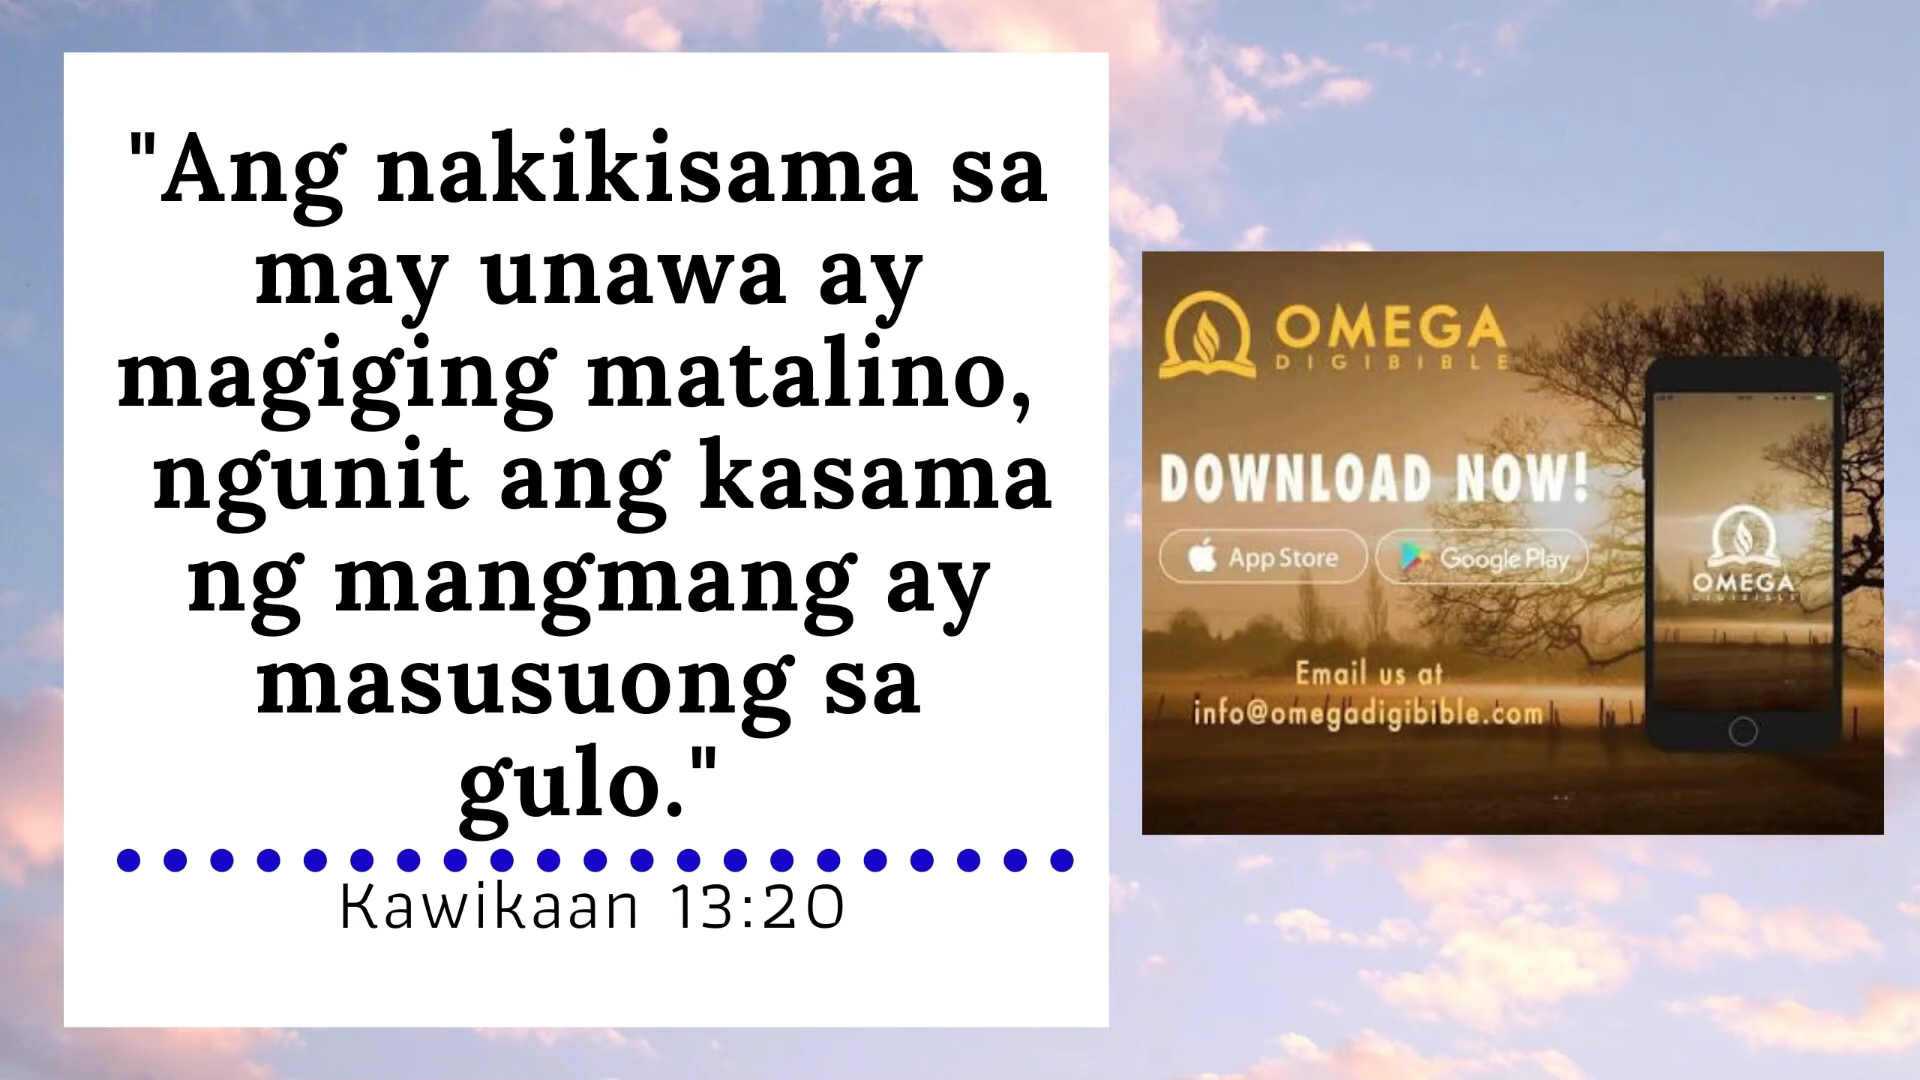 "Ang nakikisama sa
may unawa ay
magiging matalino,
ngunit ang kasama
ng mangmang ay
masusuong sa
gulo."
Kawikaan 13:20
OMEGA
DIGIBIBLE
DOWNLOAD NOW!
App Store
Google Play
OMEGA
DIGIBIBLE
Email us at
info@omegadigibible.com